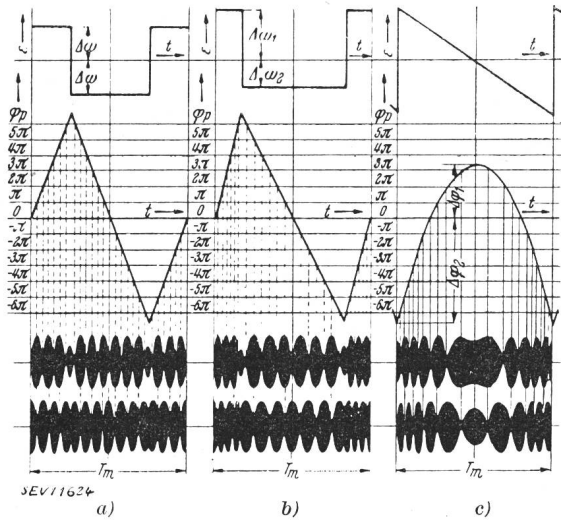 ε
Δω
Δω
t
φp
5π
4π
3π
2π
π
0
-π
-2π
-3π
-4π
-5π
-6π
t
Tm
a)
ε
Δω1
Δω2
t
φp
5π
4π
3π
2π
π
0
-π
-2π
-3π
-4π
-5π
-6π
t
Tm
b)
ε
t
φp
5π
4π
3π
2π
π
0
-π
-2π
-3π
-4π
-5π
-6π
Δφ1
Δφ2
t
Tm
c)
SEV11624